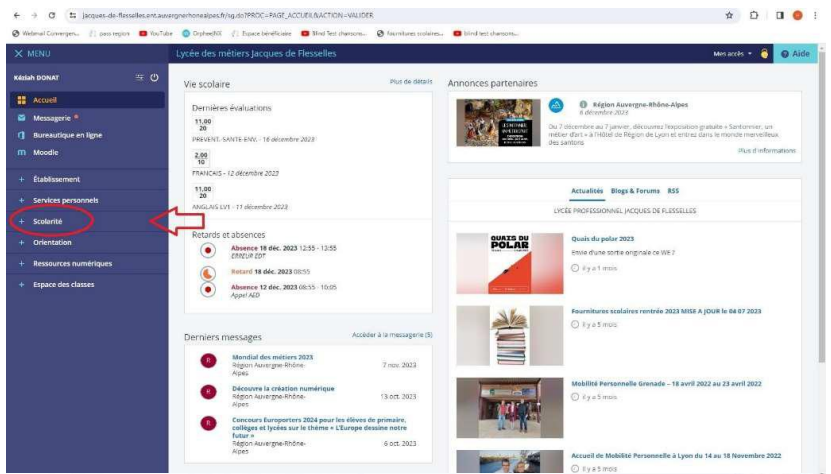 jacques-de-flesselles.ent.auvergnerhonealpes.fr/sg.do?PROC=PAGE_ACCUEIL&ACTION=VALIDER
Webmail Convergen... pass region YouTube OrpheeNX Espace bénéficiaire Blind Test chansons... Fournitures scolaires... blind test chansons...
MENU
Lycée des métiers Jacques de Flesselles
Mes accès
Aide
Késiah DONAT
Accueil
Messagerie
Bureautique en ligne
Moodle
+ Établissement
+ Services personnels
+ Scolarité
+ Orientation
+ Ressources numériques
+ Espace des classes
Vie scolaire
Plus de détails
Dernières évaluations
11,00
20
PREVENT.-SANTE-ENV. - 16 décembre 2023
2,00
10
FRANCAIS - 12 décembre 2023
11,00
20
ANGLAIS LV1 - 11 décembre 2023
Retards et absences
Absence 18 déc. 2023 12:55 - 13:55
ERREUR EDT
Retard 18 déc. 2023 08:55
Absence 12 déc. 2023 08:55 - 10:05
Appel AED
Derniers messages
Accéder à la messagerie (5)
R
Mondial des métiers 2023
Région Auvergne-Rhône-
Alpes
7 nov. 2023
R
Découvre la création numérique
Région Auvergne-Rhône-
Alpes
13 oct. 2023
R
Concours Europorters 2024 pour les élèves de primaire,
collèges et lycées sur le thème « L'Europe dessine notre
futur »
Région Auvergne-Rhône-
Alpes
6 oct. 2023
Annonces partenaires
Région Auvergne-Rhône-Alpes
6 décembre 2023
Du 7 décembre au 7 janvier, découvrez l'exposition gratuite « Santonnier, un
métier d'art » à l'Hôtel de Région de Lyon et entrez dans le monde merveilleux
des santons
Plus d'informations
Actualités Blogs & Forums RSS
LYCÉE PROFESSIONNEL JACQUES DE FLESSELLES
QUAIS DU
POLAR
Quais du polar 2023
Envie d'une sortie originale ce WE ?
il y a 1 mois
Fournitures scolaires rentrée 2023 MISE A JOUR le 04 07 2023
il y a 5 mois
Mobilité Personnelle Grenade - 18 avril 2022 au 23 avril 2022
il y a 5 mois
Accueil de Mobilité Personnelle à Lyon du 14 au 18 Novembre 2022
il y a 5 mois